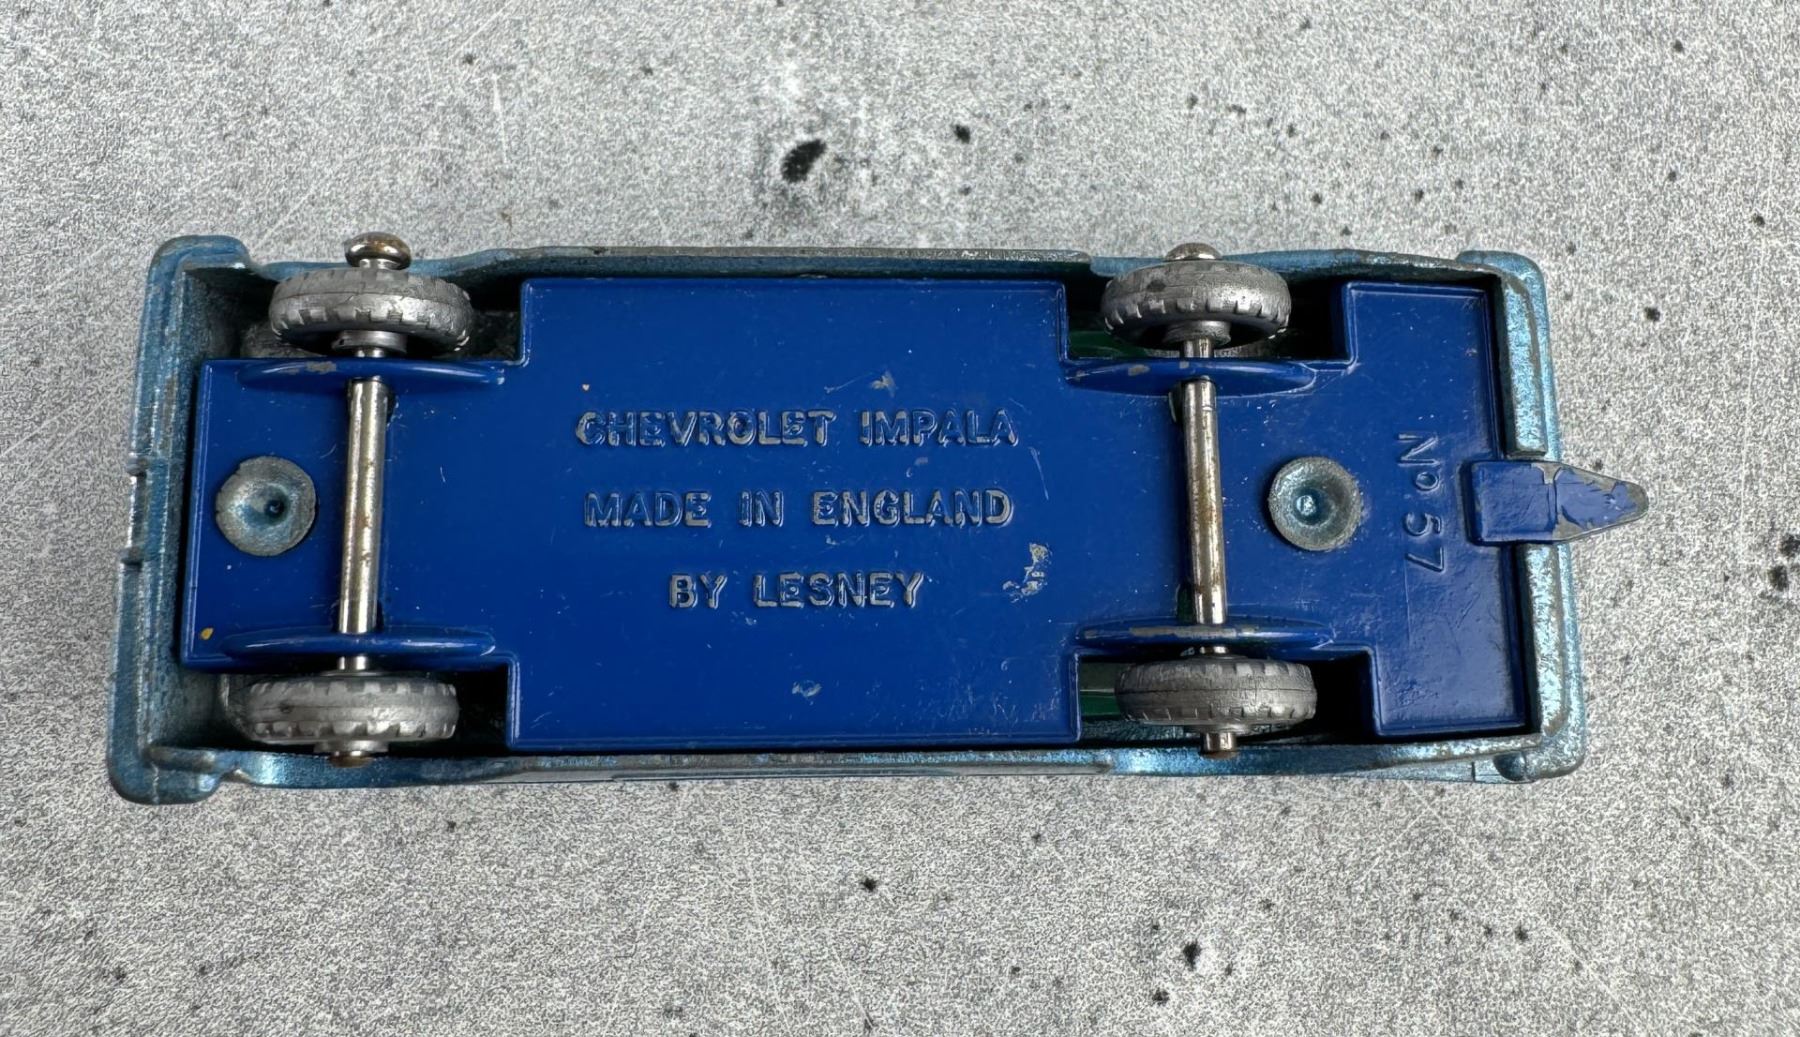 CHEVROLET IMPALA
MADE IN ENGLAND
BY LESNEY
No. 57